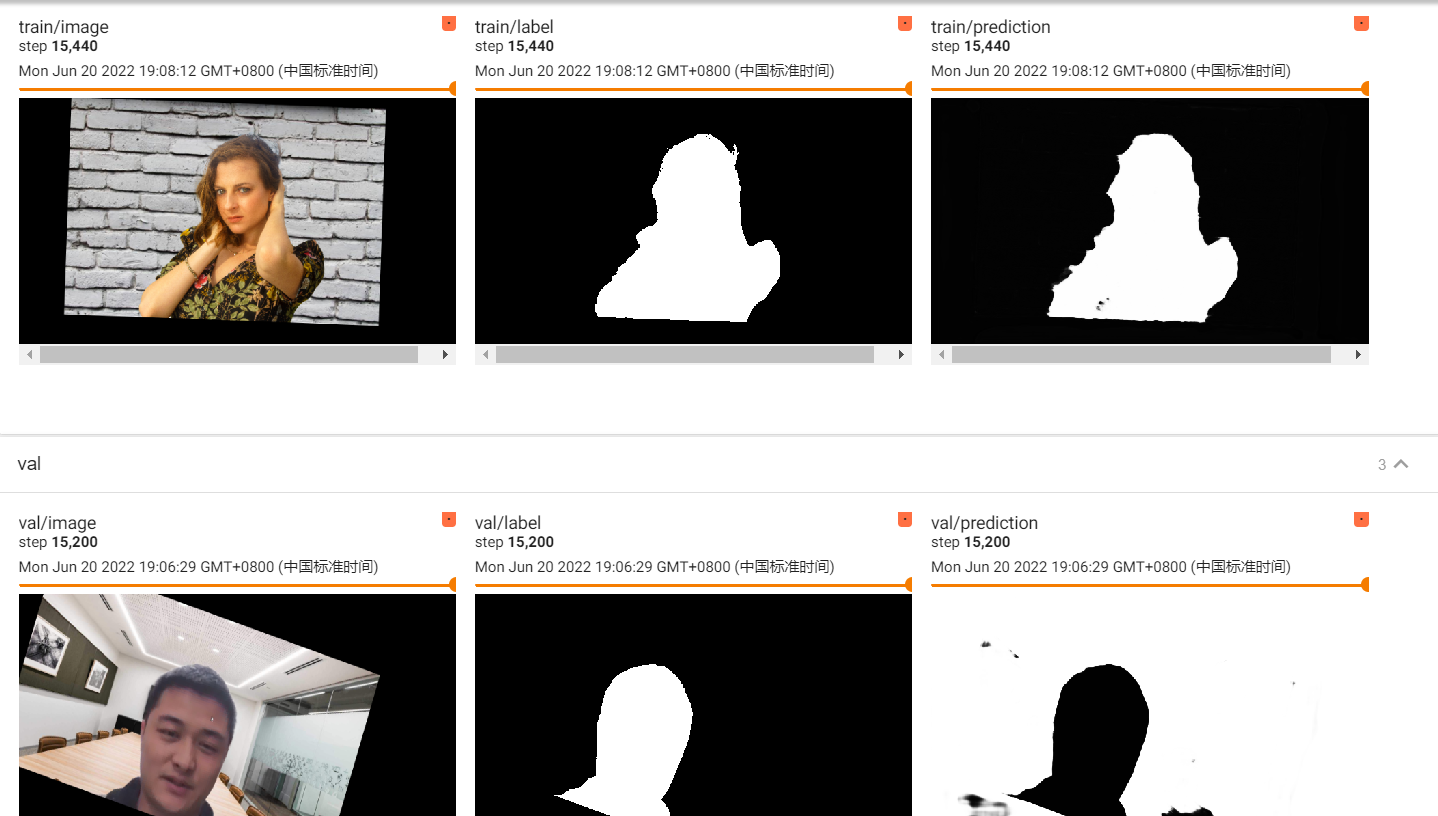 train/image
step 15,440
Mon Jun 20 2022 19:08:12 GMT+0800 (中国标准时间)
train/label
step 15,440
Mon Jun 20 2022 19:08:12 GMT+0800 (中国标准时间)
train/prediction
step 15,440
Mon Jun 20 2022 19:08:12 GMT+0800 (中国标准时间)
val
3
val/image
step 15,200
Mon Jun 20 2022 19:06:29 GMT+0800 (中国标准时间)
val/label
step 15,200
Mon Jun 20 2022 19:06:29 GMT+0800 (中国标准时间)
val/prediction
step 15,200
Mon Jun 20 2022 19:06:29 GMT+0800 (中国标准时间)